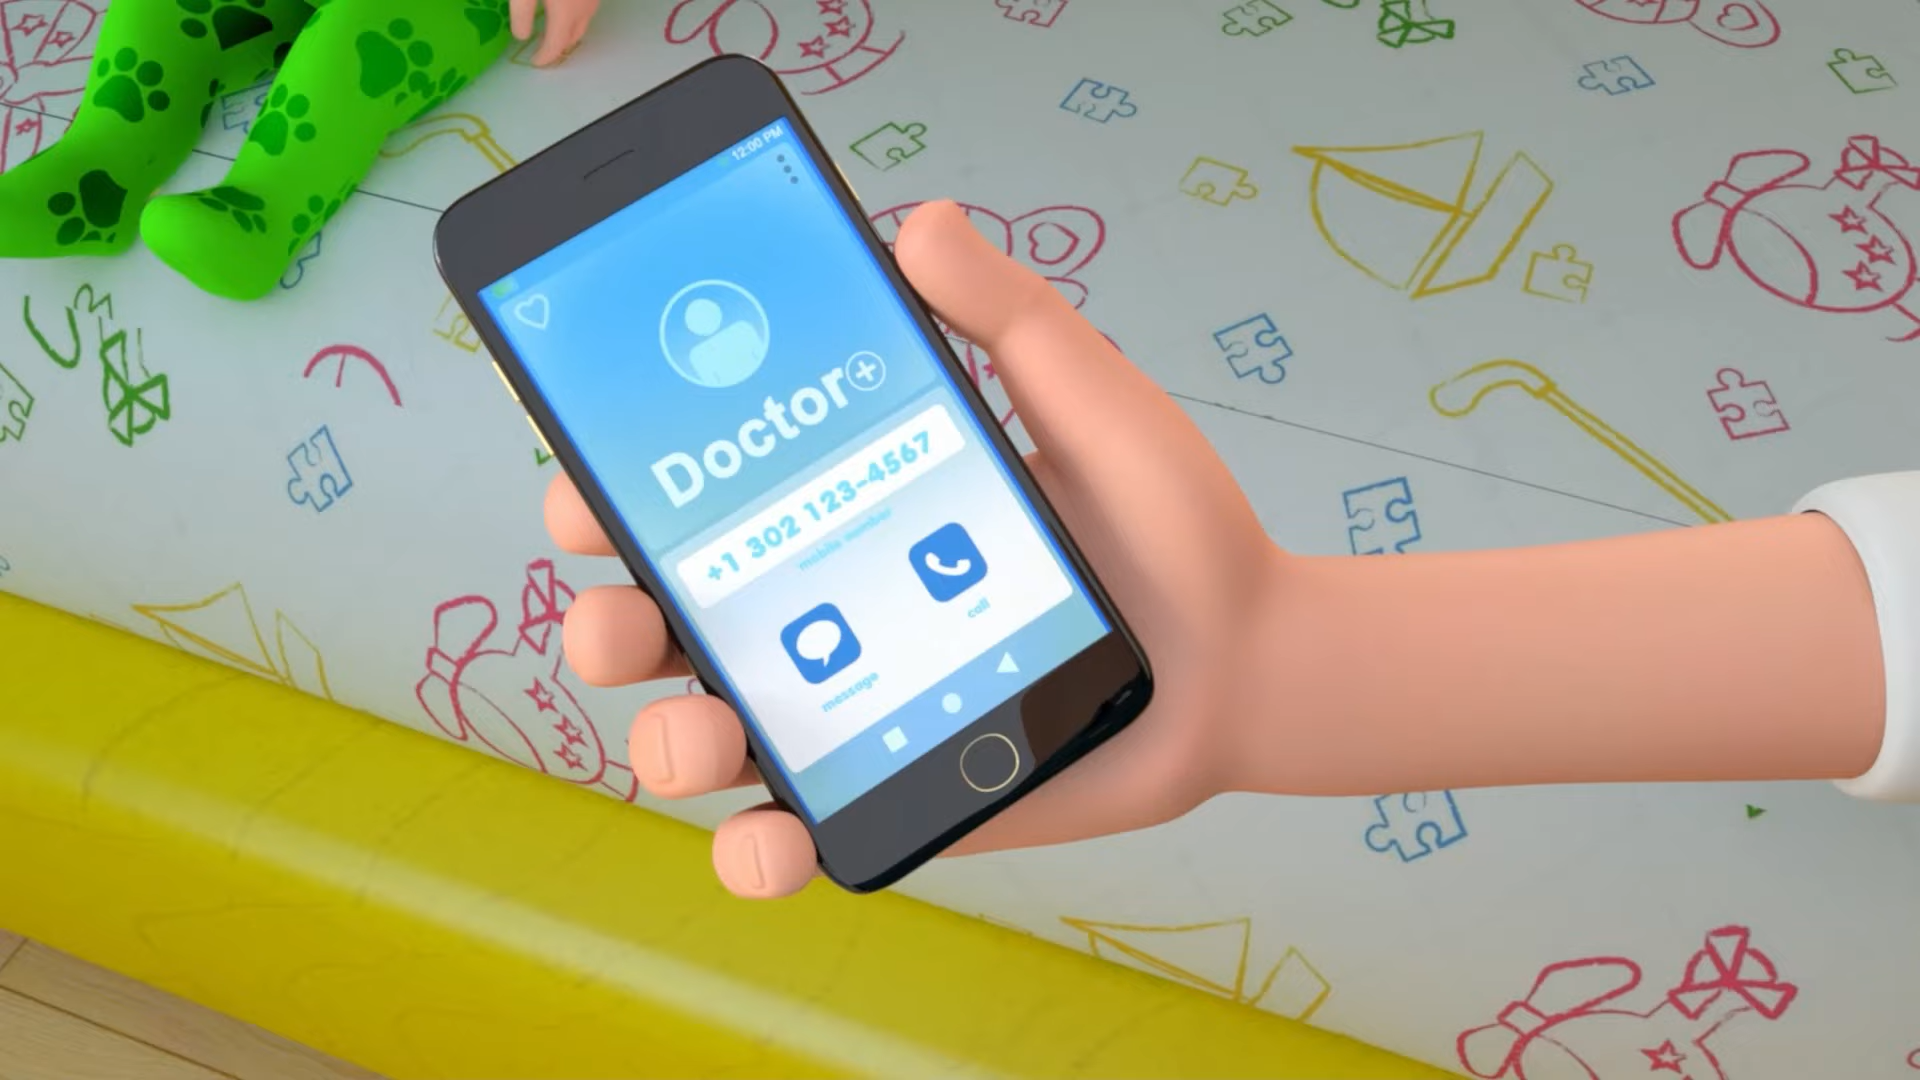 12:00 PM
Doctor+
+1 302 123-4567
mobile number
call
message